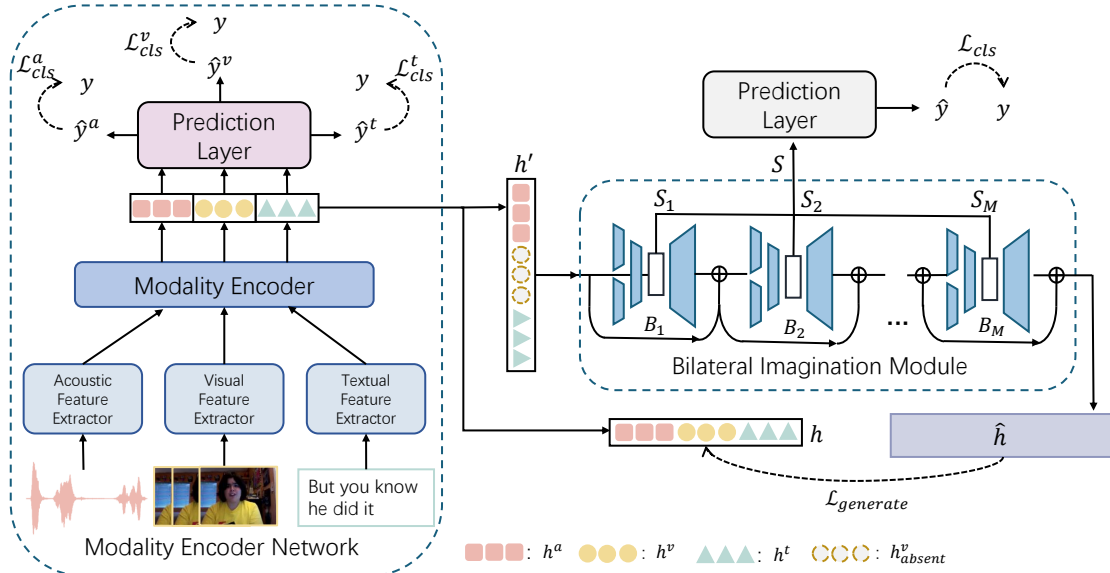 y
ℒ^v_cls
ŷ^v
ℒ^a_cls
y
ŷ^a
y
ℒ^t_cls
ŷ^t
Prediction
Layer
Modality Encoder
Acoustic
Feature
Extractor
Visual
Feature
Extractor
Textual
Feature
Extractor
But you know
he did it
Modality Encoder Network
h′
Prediction
Layer
ŷ
ℒ_cls
y
S
S_1
S_2
S_M
B_1
B_2
...
B_M
Bilateral Imagination Module
h
ĥ
ℒ_generate
: h^a
: h^v
: h^t
: h^v_absent